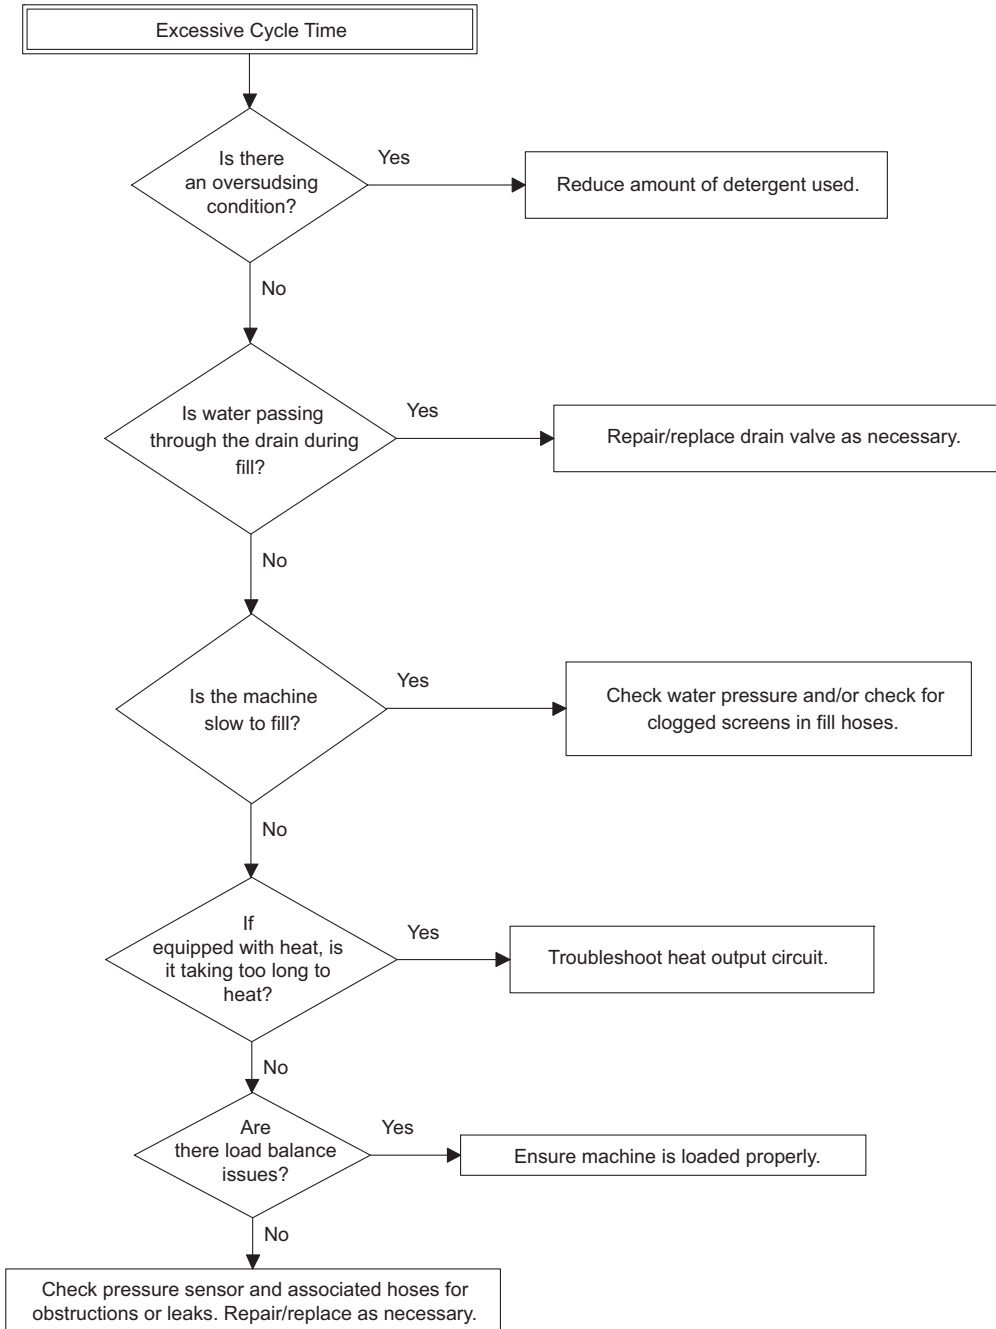 Excessive Cycle Time
Is there
an oversudsing
condition?
Yes
Reduce amount of detergent used.
No
Is water passing
through the drain during
fill?
Yes
Repair/replace drain valve as necessary.
No
Is the machine
slow to fill?
Yes
Check water pressure and/or check for
clogged screens in fill hoses.
No
If
equipped with heat, is
it taking too long to
heat?
Yes
Troubleshoot heat output circuit.
No
Are
there load balance
issues?
Yes
Ensure machine is loaded properly.
No
Check pressure sensor and associated hoses for
obstructions or leaks. Repair/replace as necessary.